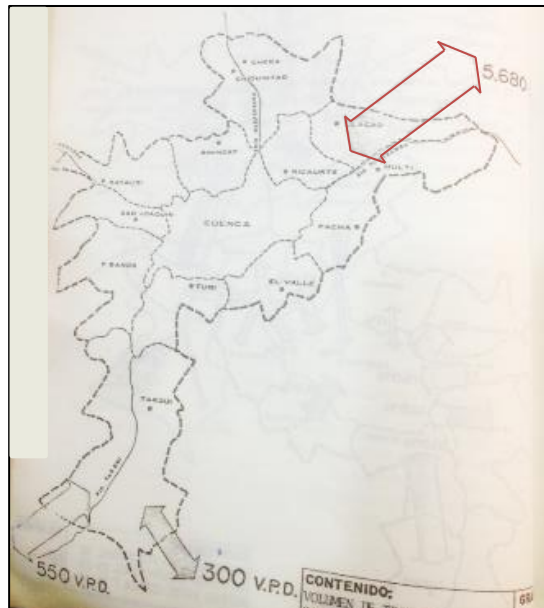 CHECA
CHIQUINTAD
5.680
LLACAO
SININCAY
RICAURTE
NULTI
SAYAUSI
SAN JOAQUIN
CUENCA
PACHA
BAÑOS
TURI
EL VALLE
TARQUI
550 V.P.D.
300 V.P.D.
CONTENIDO:
VOLUMEN DE